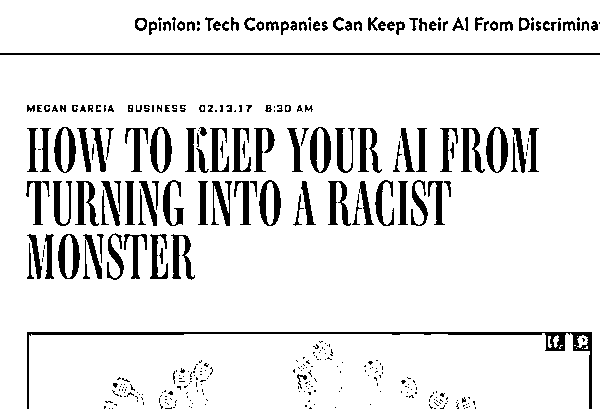 Opinion: Tech Companies Can Keep Their AI From Discrimina
MEGAN GARCIA BUSINESS 02.13.17 8:30 AM
HOW TO KEEP YOUR AI FROM
TURNING INTO A RACIST
MONSTER